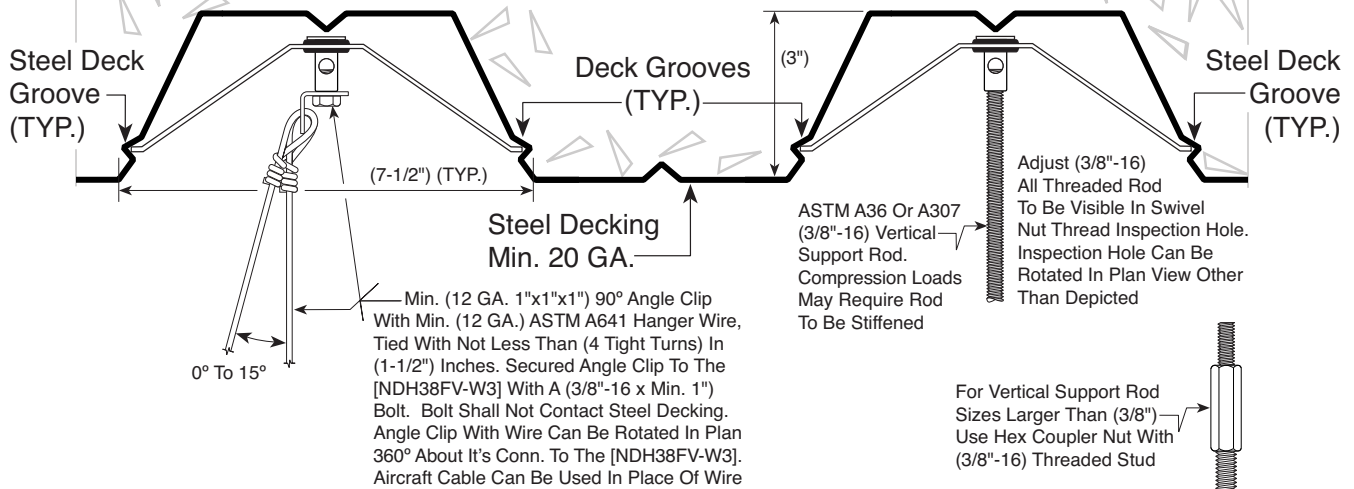 Steel Deck
Groove
(TYP.)
Deck Grooves
(TYP.)
(3")
Steel Deck
Groove
(TYP.)
(7-1/2") (TYP.)
Steel Decking
Min. 20 GA.
ASTM A36 Or A307
(3/8"-16) Vertical
Support Rod.
Compression Loads
May Require Rod
To Be Stiffened
Adjust (3/8"-16)
All Threaded Rod
To Be Visible In Swivel
Nut Thread Inspection Hole.
Inspection Hole Can Be
Rotated In Plan View Other
Than Depicted
0º To 15º
Min. (12 GA. 1"x1"x1") 90º Angle Clip
With Min. (12 GA.) ASTM A641 Hanger Wire,
Tied With Not Less Than (4 Tight Turns) In
(1-1/2") Inches. Secured Angle Clip To The
[NDH38FV-W3] With A (3/8"-16 x Min. 1")
Bolt. Bolt Shall Not Contact Steel Decking.
Angle Clip With Wire Can Be Rotated In Plan
360º About It's Conn. To The [NDH38FV-W3].
Aircraft Cable Can Be Used In Place Of Wire
For Vertical Support Rod
Sizes Larger Than (3/8")
Use Hex Coupler Nut With
(3/8"-16) Threaded Stud